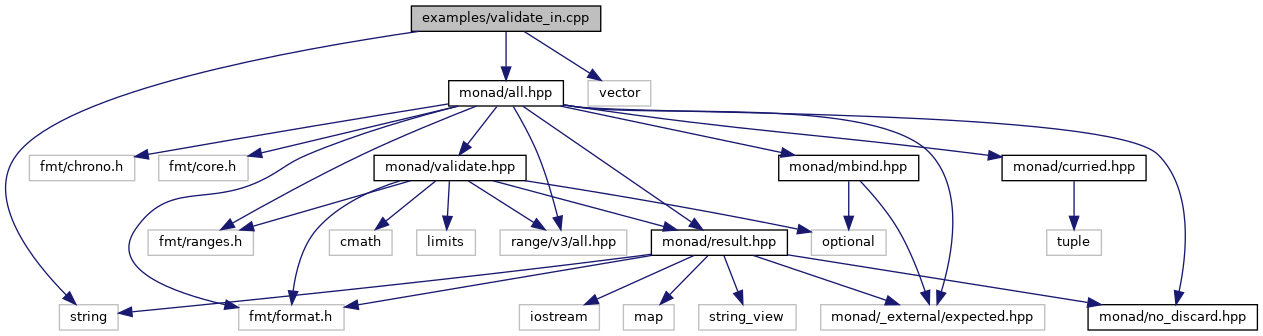 examples/validate_in.cpp
monad/all.hpp
vector
fmt/chrono.h
fmt/core.h
monad/validate.hpp
monad/mbind.hpp
monad/curried.hpp
fmt/ranges.h
cmath
limits
range/v3/all.hpp
monad/result.hpp
optional
tuple
string
fmt/format.h
iostream
map
string_view
monad/_external/expected.hpp
monad/no_discard.hpp